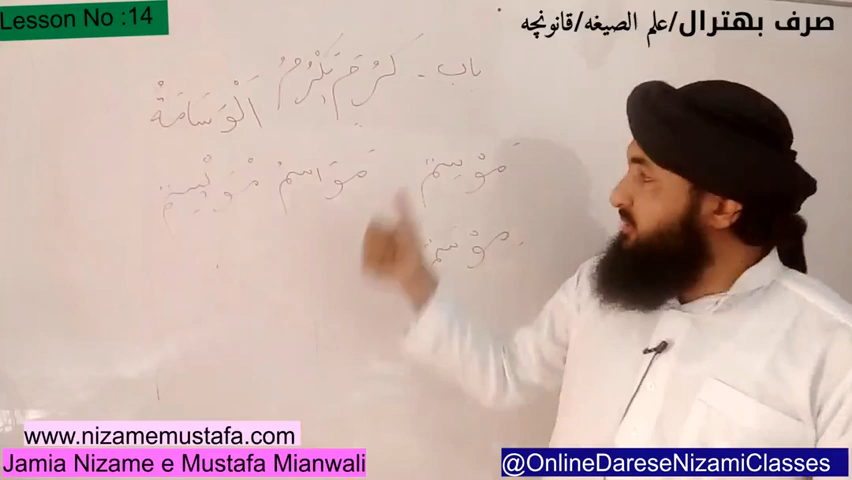 Lesson No :14
صرف بهترال/علم الصیغه/قانونچه
باب ۔ كَرُمَ يَكْرُمُ اَلْوَسَامَةْ
مَوْسِمٌ مَوَاسِمُ مُوَيْسِمٌ
www.nizamemustafa.com
Jamia Nizame e Mustafa Mianwali
@OnlineDareseNizamiClasses